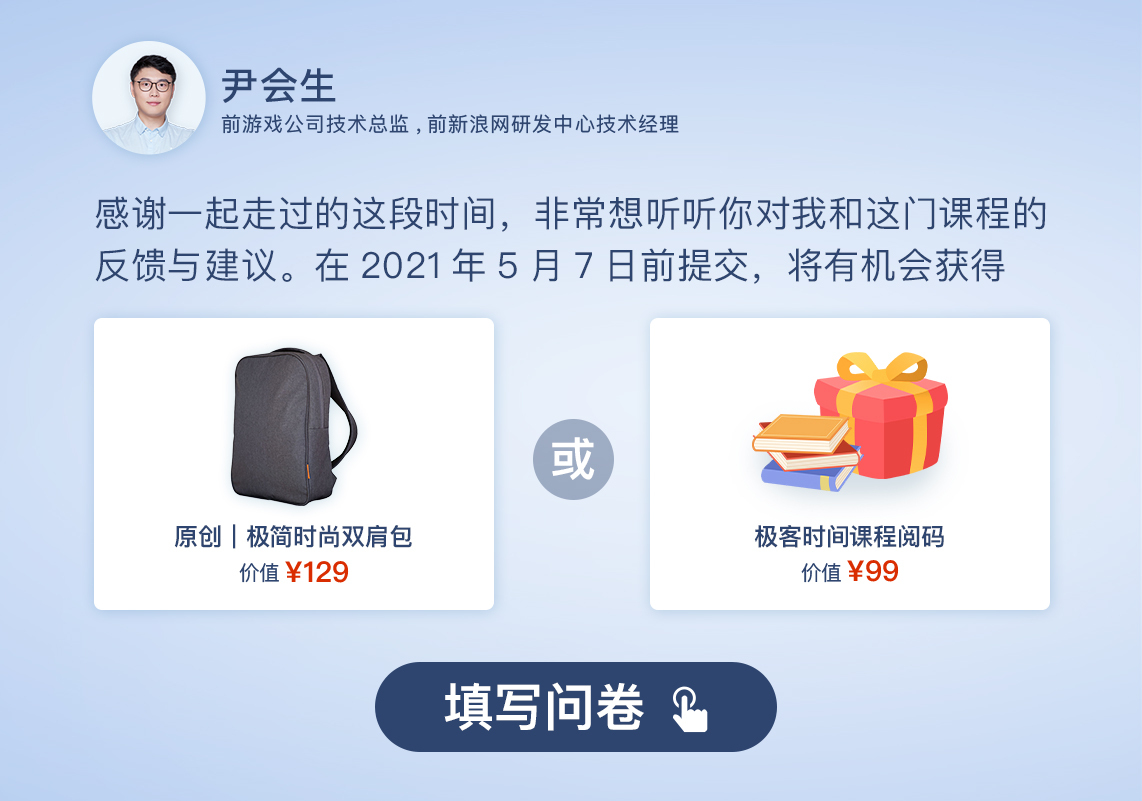 尹会生
前游戏公司技术总监，前新浪网研发中心技术经理
感谢一起走过的这段时间，非常想听听你对我和这门课程的
反馈与建议。在 2021 年 5 月 7 日前提交，将有机会获得
或
原创｜极简时尚双肩包
价值 ¥129
极客时间课程阅码
价值 ¥99
填写问卷